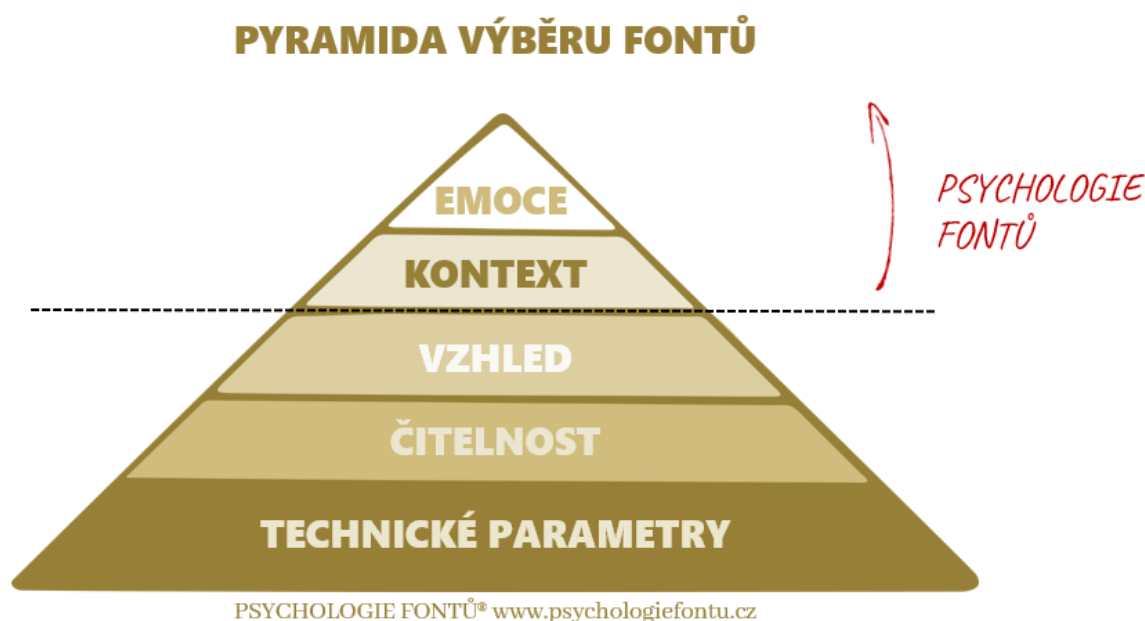 PYRAMIDA VÝBĚRU FONTŮ
EMOCE
KONTEXT
PSYCHOLOGIE
FONTŮ
VZHLED
ČITELNOST
TECHNICKÉ PARAMETRY
PSYCHOLOGIE FONTŮ® www.psychologiefontu.cz